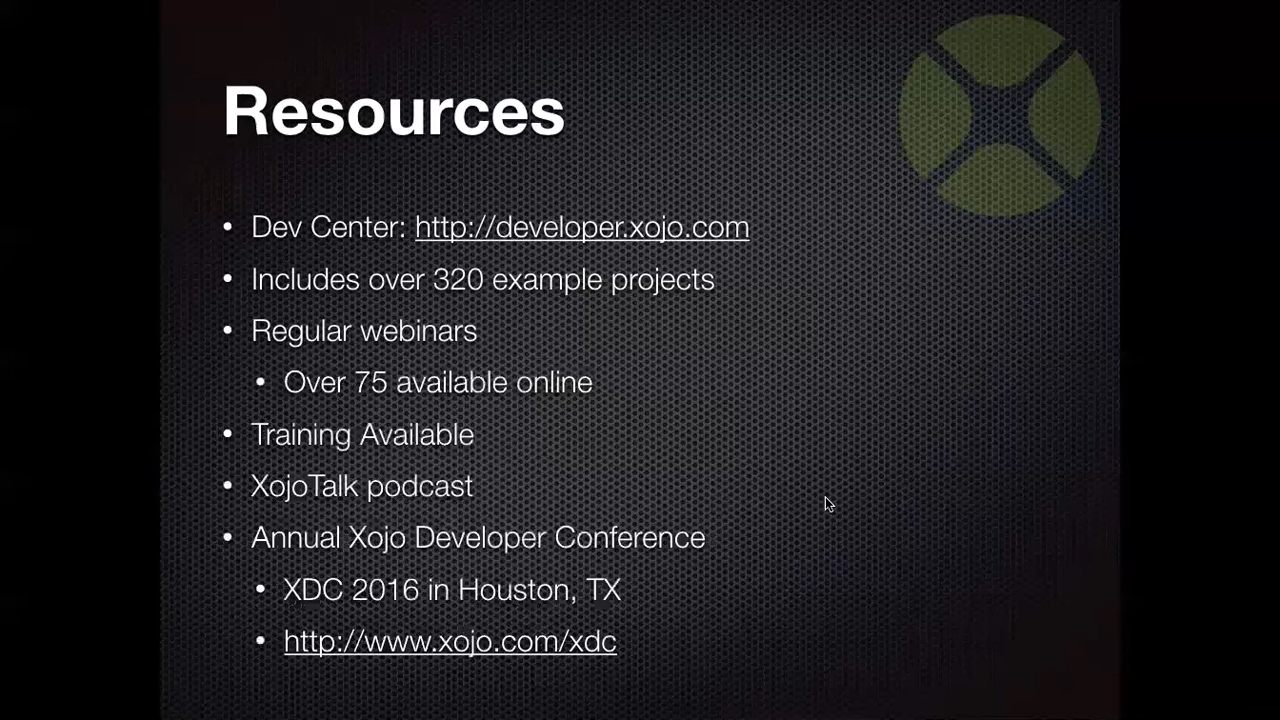 Resources
• Dev Center: http://developer.xojo.com
• Includes over 320 example projects
• Regular webinars
• Over 75 available online
• Training Available
• XojoTalk podcast
• Annual Xojo Developer Conference
• XDC 2016 in Houston, TX
• http://www.xojo.com/xdc